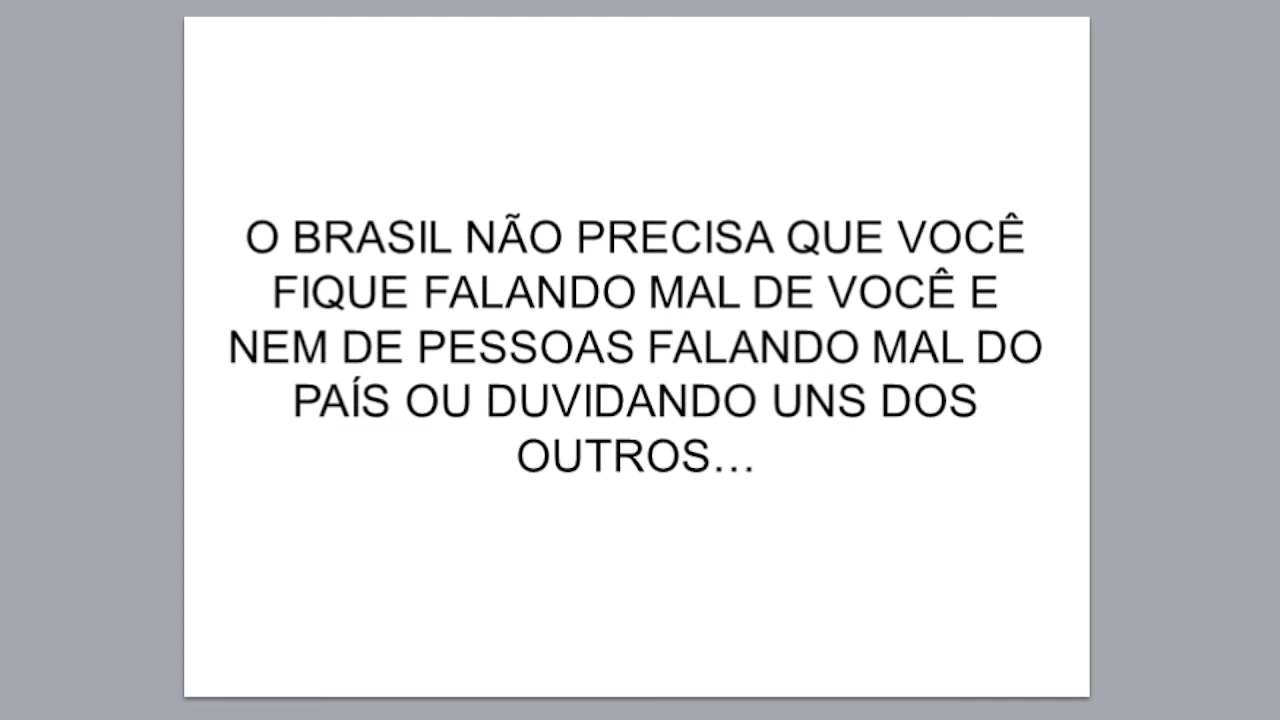 O BRASIL NÃO PRECISA QUE VOCÊ
FIQUE FALANDO MAL DE VOCÊ E
NEM DE PESSOAS FALANDO MAL DO
PAÍS OU DUVIDANDO UNS DOS
OUTROS…